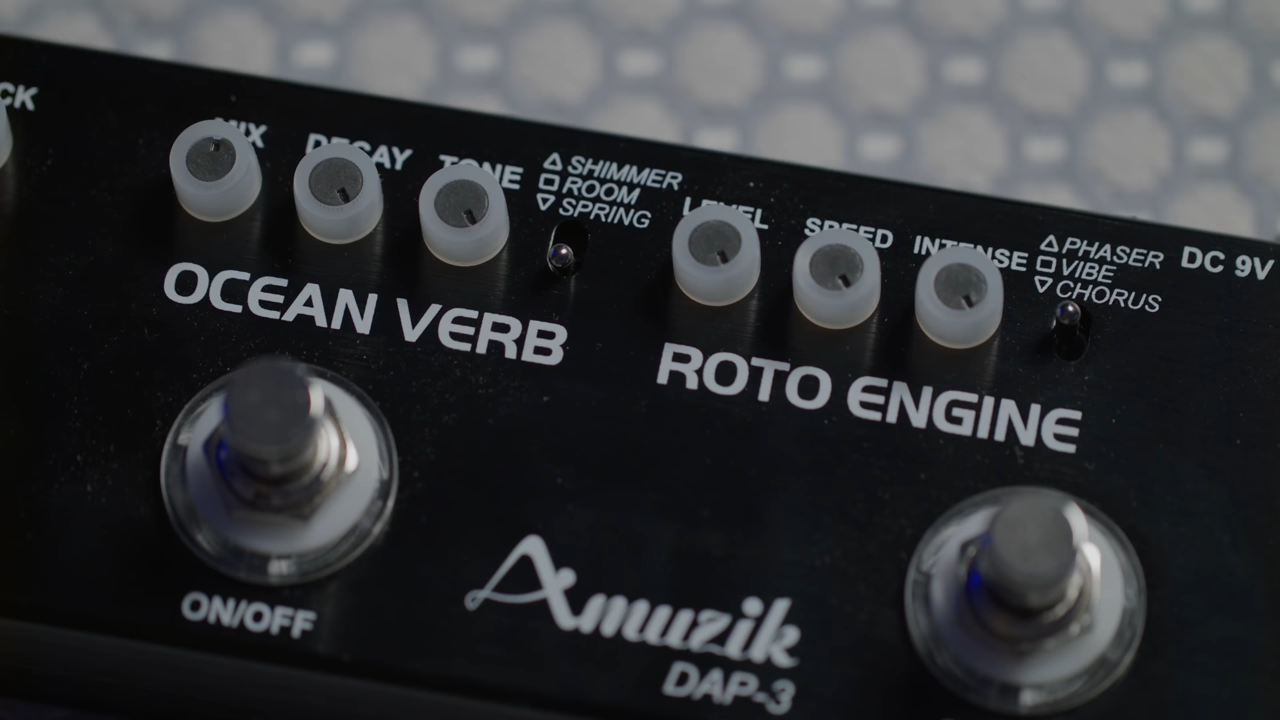 CK
MIX
DECAY
TONE
△ SHIMMER
□ ROOM
▽ SPRING
LEVEL
SPEED
INTENSE
△ PHASER
□ VIBE
▽ CHORUS
DC 9V
OCEAN VERB
ROTO ENGINE
ON/OFF
Amuzik
DAP-3